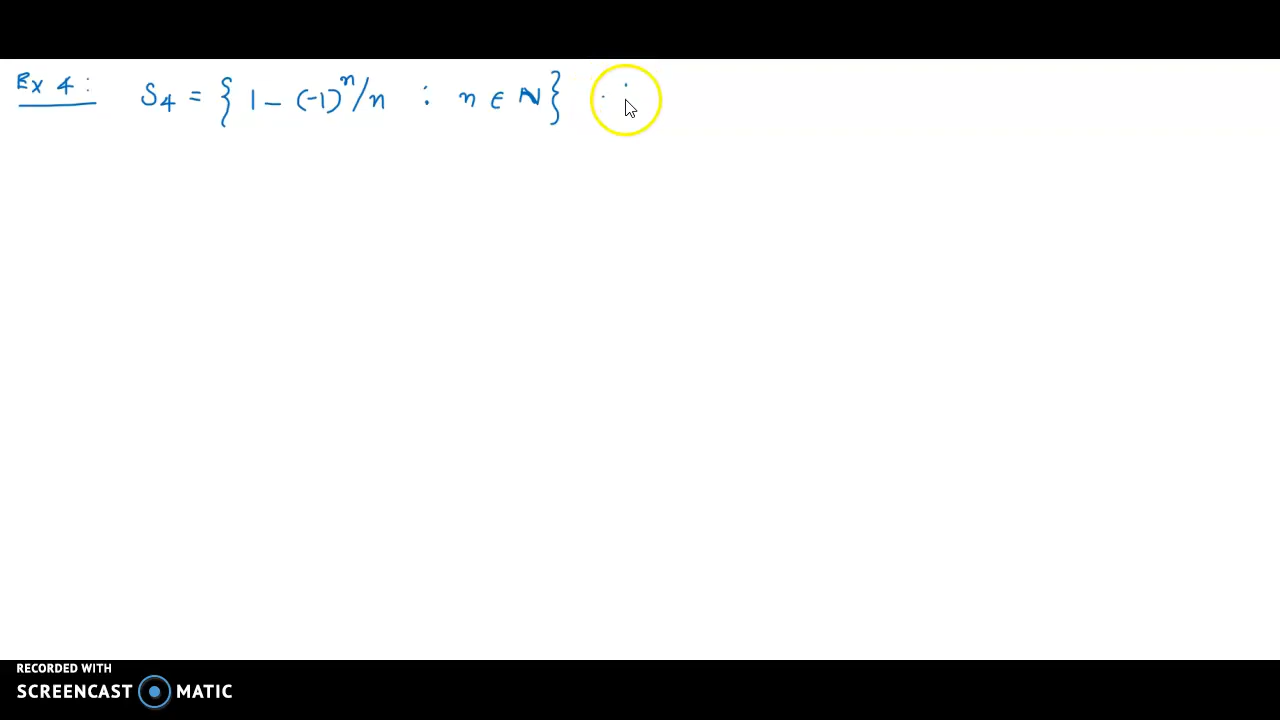 Ex 4: S₄ = { 1 - (-1)ⁿ/n : n ∈ N }
RECORDED WITH
SCREENCAST MATIC